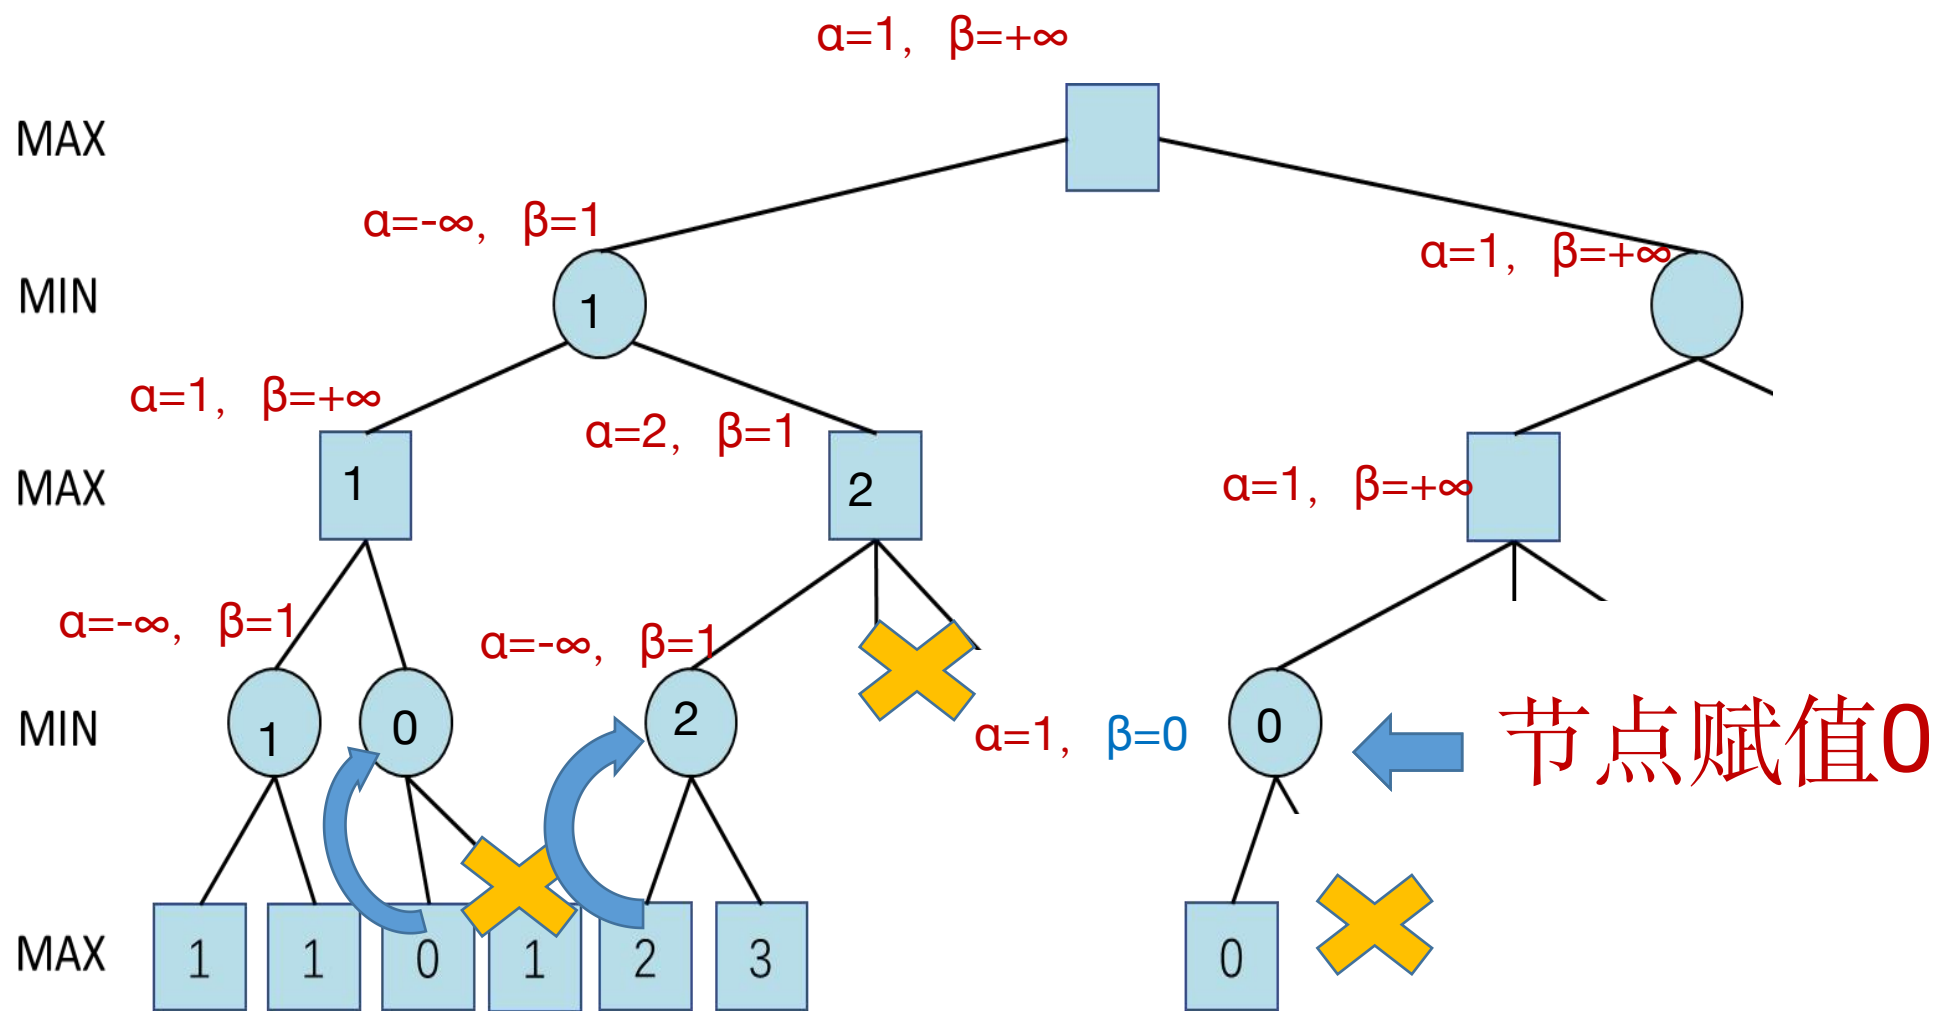 α=1, β=+∞
MAX
α=-∞, β=1
α=1, β=+∞
MIN
1
α=1, β=+∞
α=2, β=1
MAX
1
2
α=1, β=+∞
α=-∞, β=1
α=-∞, β=1
MIN
1
0
2
α=1, β=0
0
节点赋值0
MAX
1
1
0
1
2
3
0